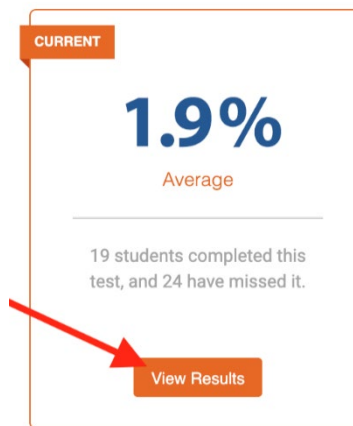 CURRENT
1.9%
Average
19 students completed this
test, and 24 have missed it.
View Results